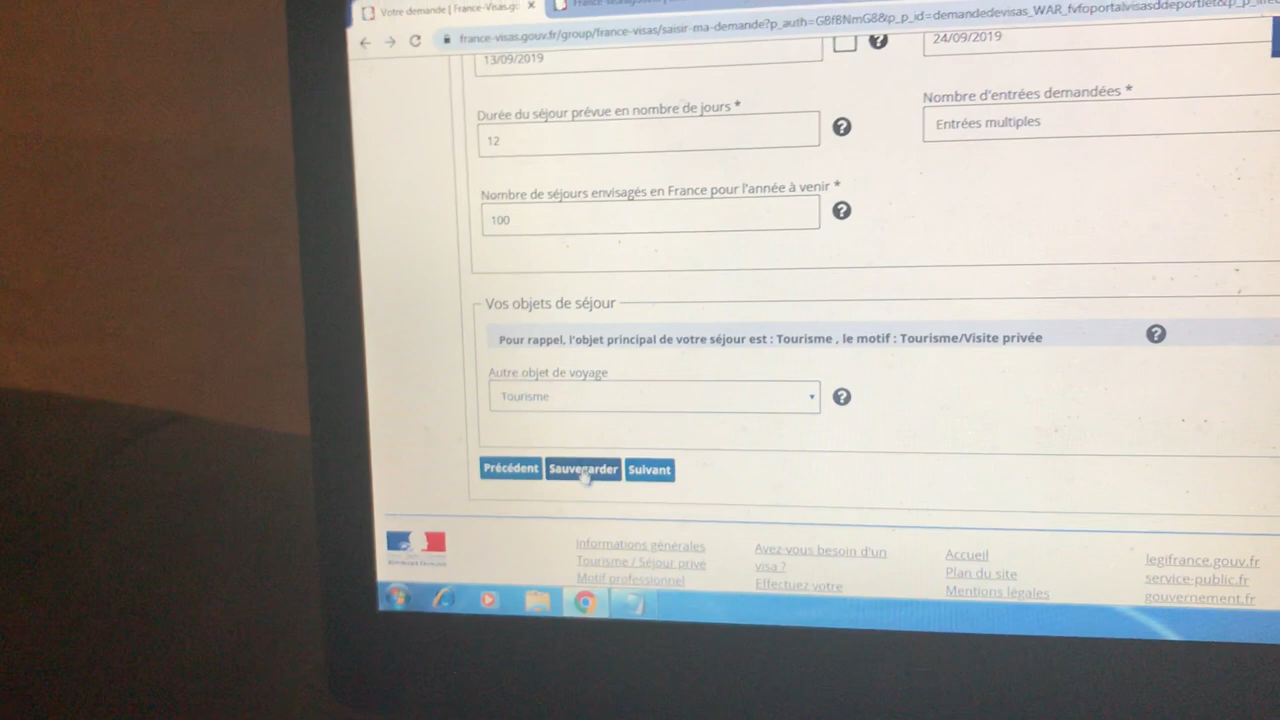 Votre demande | France-Visas.go
france-visas.gouv.fr/group/france-visas/saisir-ma-demande?p_auth=GBfBNmG8&p_p_id=demandedevisas_WAR_fvfoportalvisasddeportlet&p_p_lifec
13/09/2019
24/09/2019
Durée du séjour prévue en nombre de jours *
Nombre d'entrées demandées *
12
Entrées multiples
Nombre de séjours envisagés en France pour l'année à venir *
100
Vos objets de séjour
Pour rappel, l'objet principal de votre séjour est : Tourisme , le motif : Tourisme/Visite privée
Autre objet de voyage
Tourisme
Précédent Sauvegarder Suivant
Informations générales
Tourisme / Séjour privé
Motif professionnel
Avez-vous besoin d'un
visa ?
Effectuez votre
Accueil
Plan du site
Mentions légales
legifrance.gouv.fr
service-public.fr
gouvernement.fr